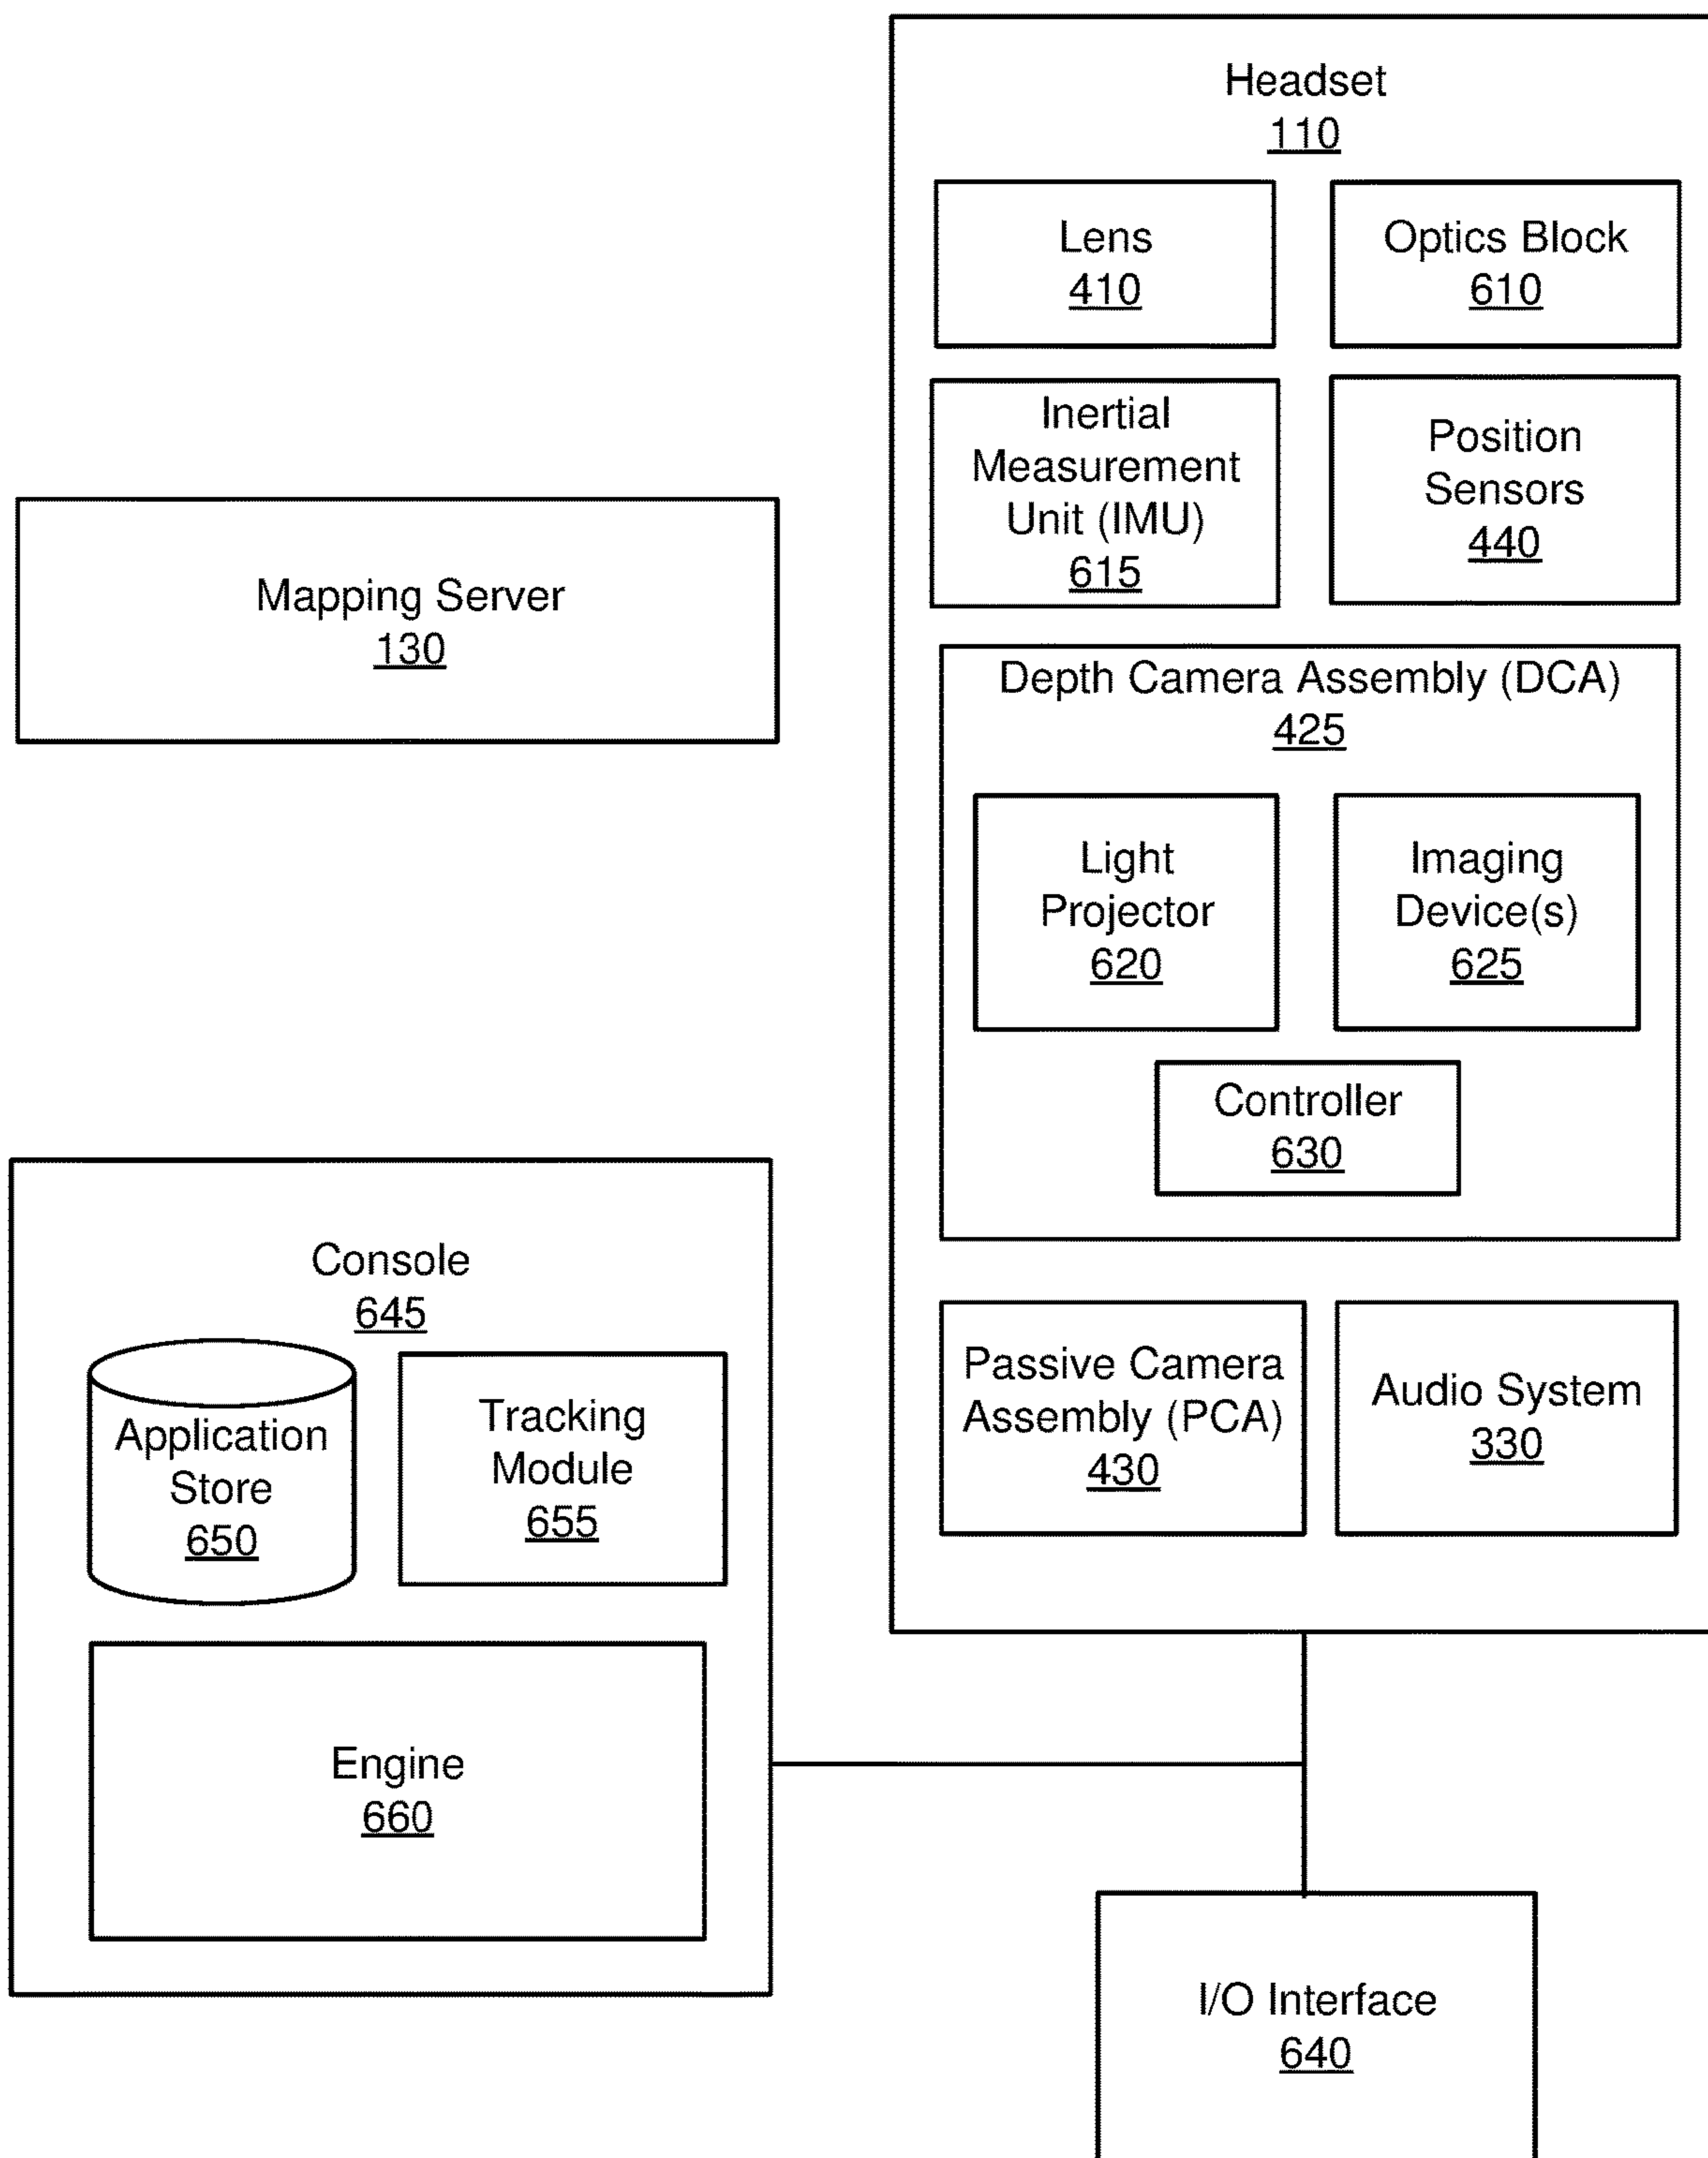 Headset
110
Lens
410
Optics Block
610
Inertial
Measurement
Unit (IMU)
615
Position
Sensors
440
Mapping Server
130
Depth Camera Assembly (DCA)
425
Light
Projector
620
Imaging
Device(s)
625
Controller
630
Console
645
Application
Store
650
Tracking
Module
655
Passive Camera
Assembly (PCA)
430
Audio System
330
Engine
660
I/O Interface
640